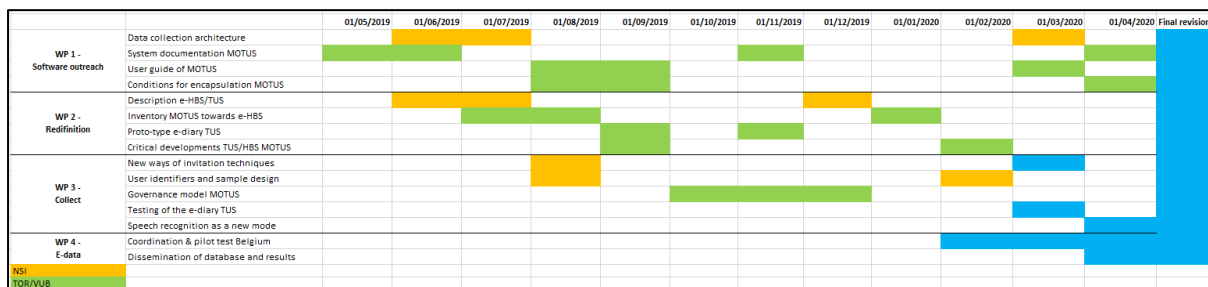 01/05/2019 01/06/2019 01/07/2019 01/08/2019 01/09/2019 01/10/2019 01/11/2019 01/12/2019 01/01/2020 01/02/2020 01/03/2020 01/04/2020 Final revision
WP 1 -
Software outreach
Data collection architecture
System documentation MOTUS
User guide of MOTUS
Conditions for encapsulation MOTUS
WP 2 -
Redifinition
Description e-HBS/TUS
Inventory MOTUS towards e-HBS
Proto-type e-diary TUS
Critical developments TUS/HBS MOTUS
WP 3 -
Collect
New ways of invitation techniques
User identifiers and sample design
Governance model MOTUS
Testing of the e-diary TUS
Speech recognition as a new mode
WP 4 -
E-data
Coordination & pilot test Belgium
Dissemination of database and results
NSI
TOR/VUB